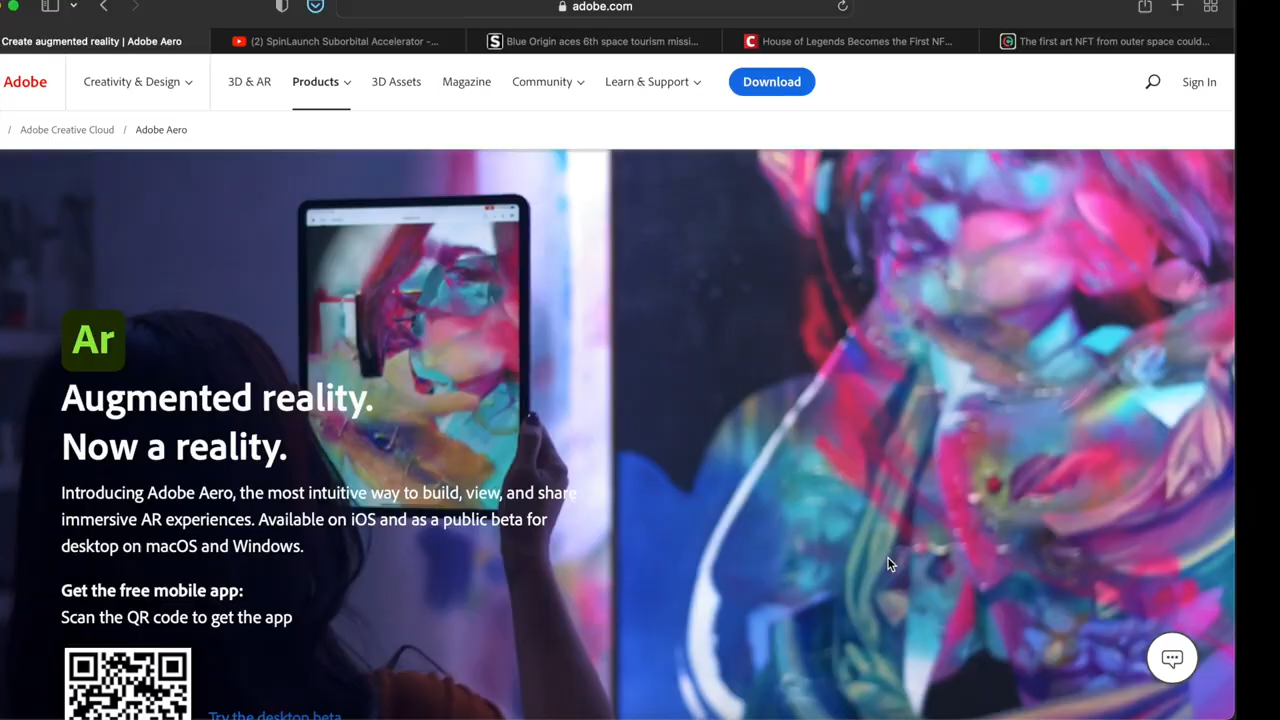 adobe.com
Create augmented reality | Adobe Aero
(2) SpinLaunch Suborbital Accelerator -...
Blue Origin aces 6th space tourism missi...
House of Legends Becomes the First NF...
The first art NFT from outer space could...
Adobe
Creativity & Design
3D & AR
Products
3D Assets
Magazine
Community
Learn & Support
Download
Sign In
/ Adobe Creative Cloud / Adobe Aero
Ar
Augmented reality.
Now a reality.
Introducing Adobe Aero, the most intuitive way to build, view, and share
immersive AR experiences. Available on iOS and as a public beta for
desktop on macOS and Windows.
Get the free mobile app:
Scan the QR code to get the app
Try the desktop beta